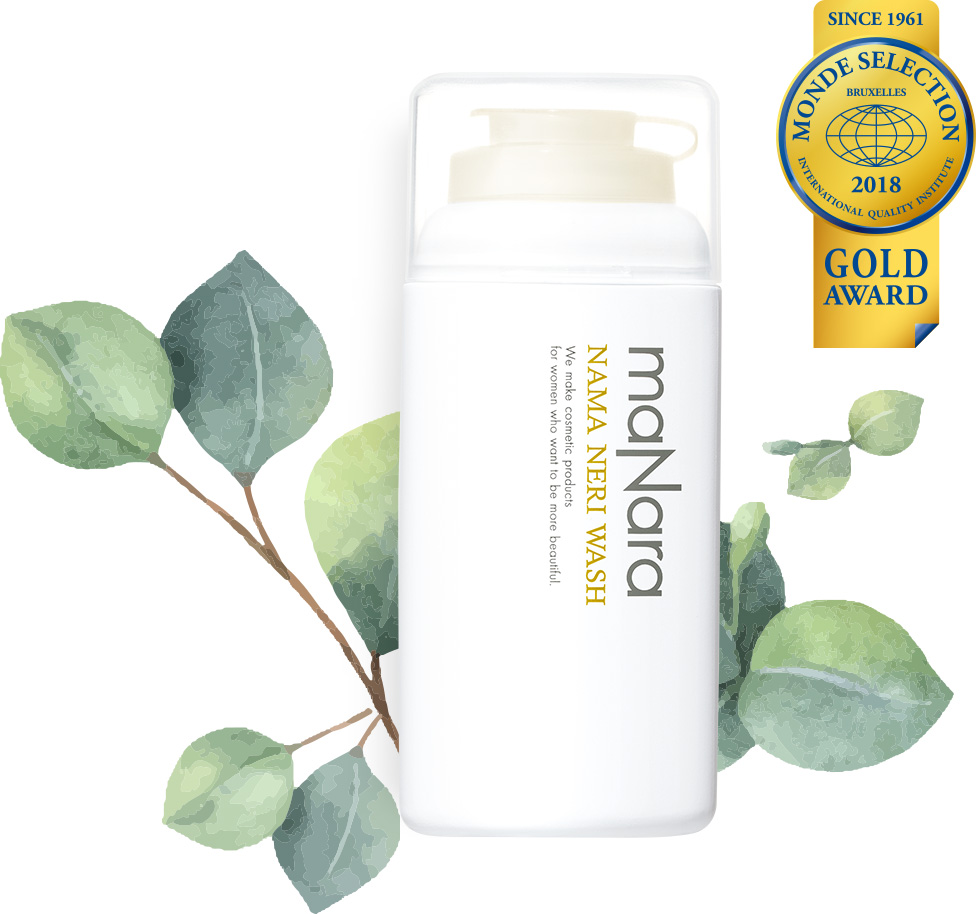 SINCE 1961
MONDE SELECTION
BRUXELLES
2018
INTERNATIONAL QUALITY INSTITUTE
GOLD
AWARD
maNara
NAMA NERI WASH
We make cosmetic products
for women who want to be more beautiful.